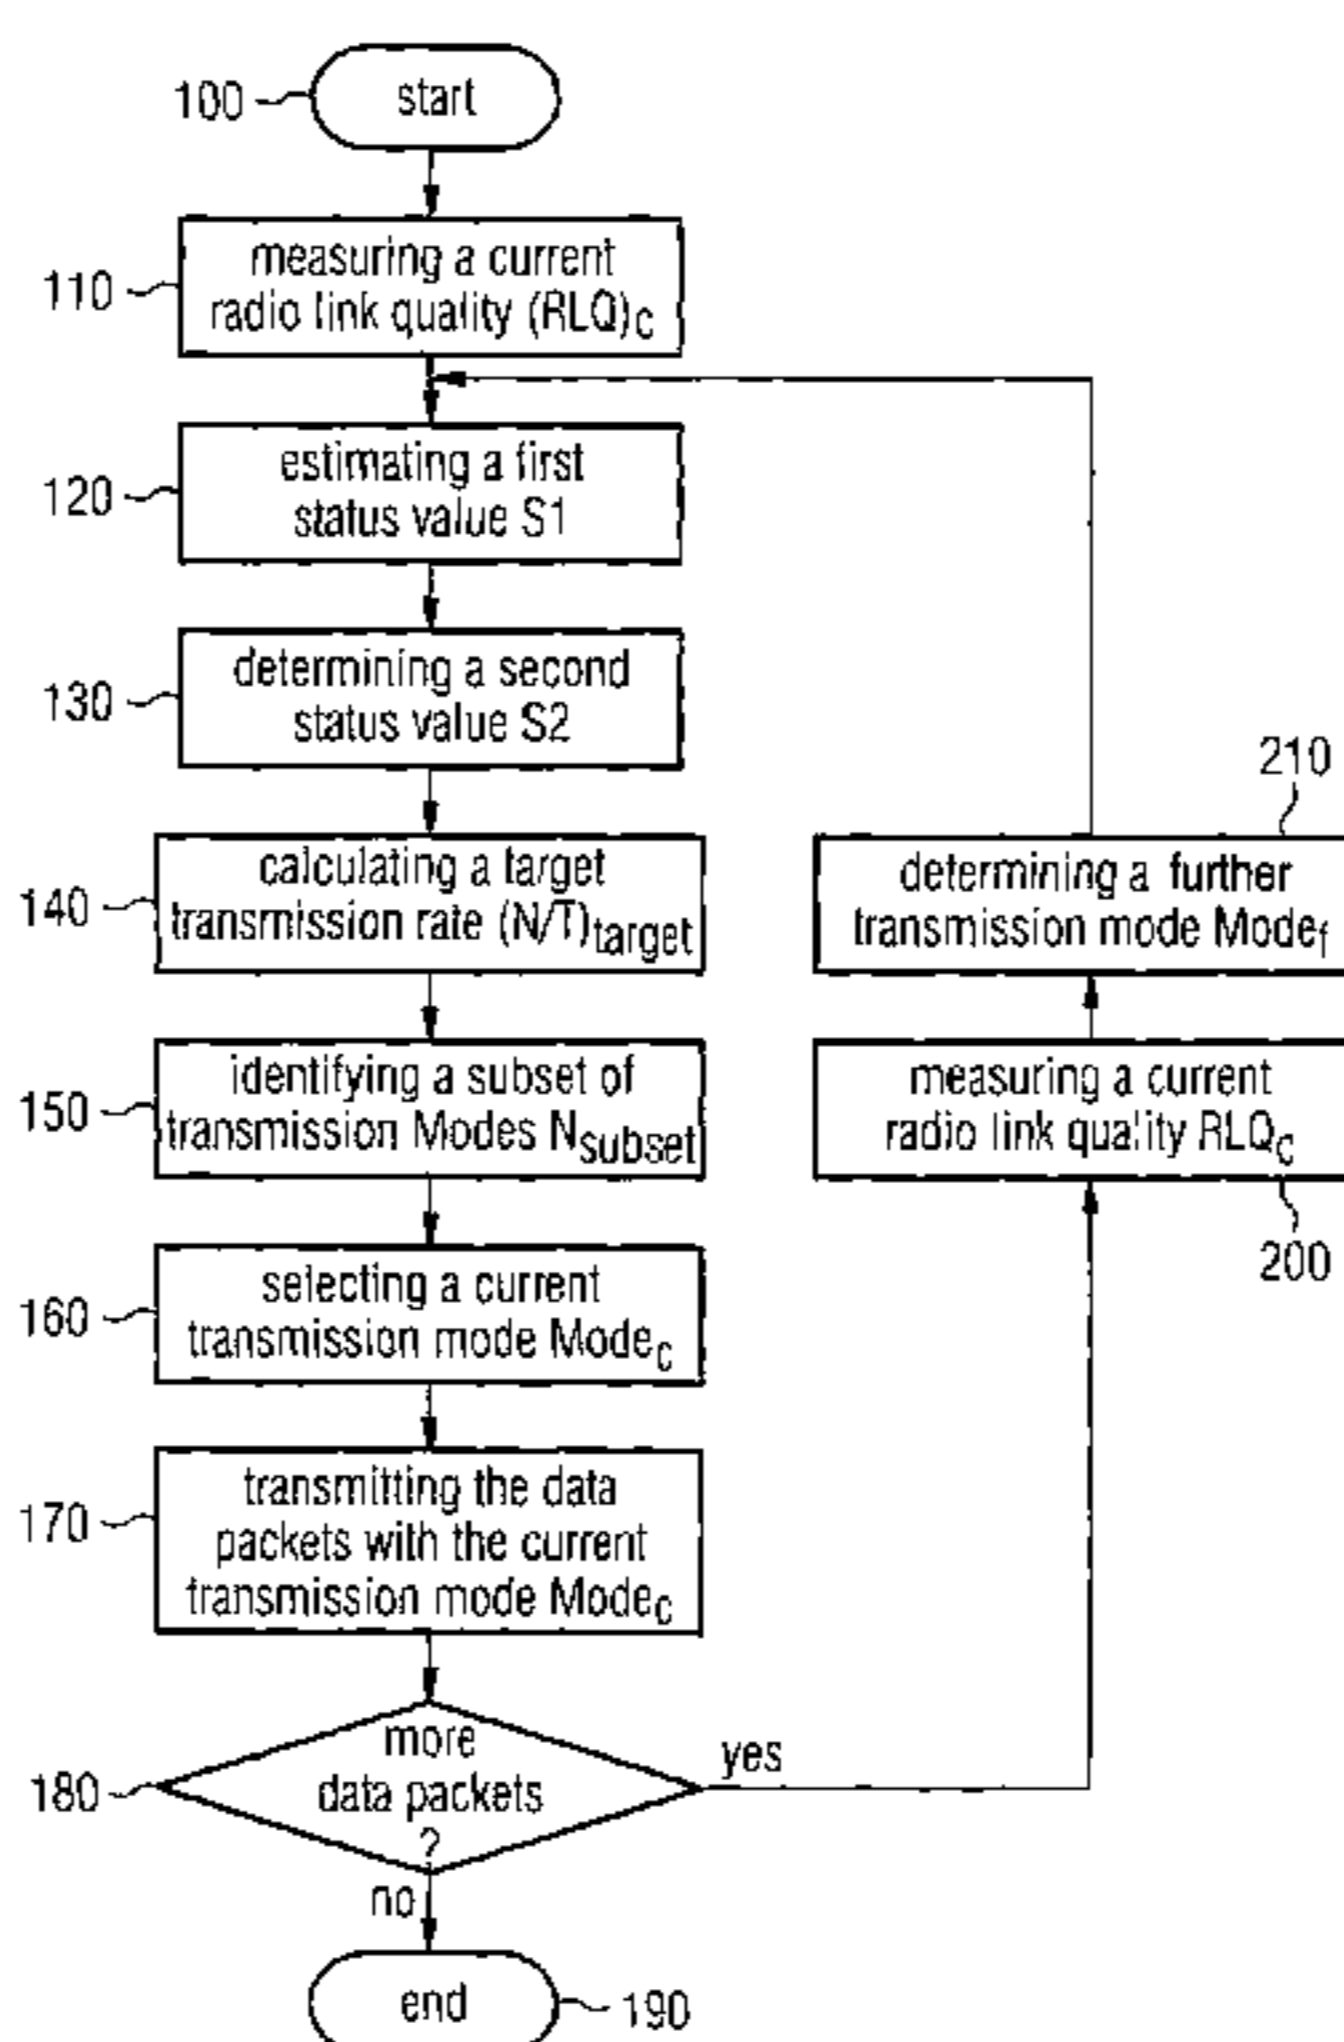 100
start
110
measuring a current
radio link quality (RLQ)c
120
estimating a first
status value S1
130
determining a second
status value S2
140
calculating a target
transmission rate (N/T)target
150
identifying a subset of
transmission Modes Nsubset
160
selecting a current
transmission mode Modec
170
transmitting the data
packets with the current
transmission mode Modec
180
more
data packets
?
yes
no
end
190
210
determining a further
transmission mode Modef
measuring a current
radio link quality RLQc
200